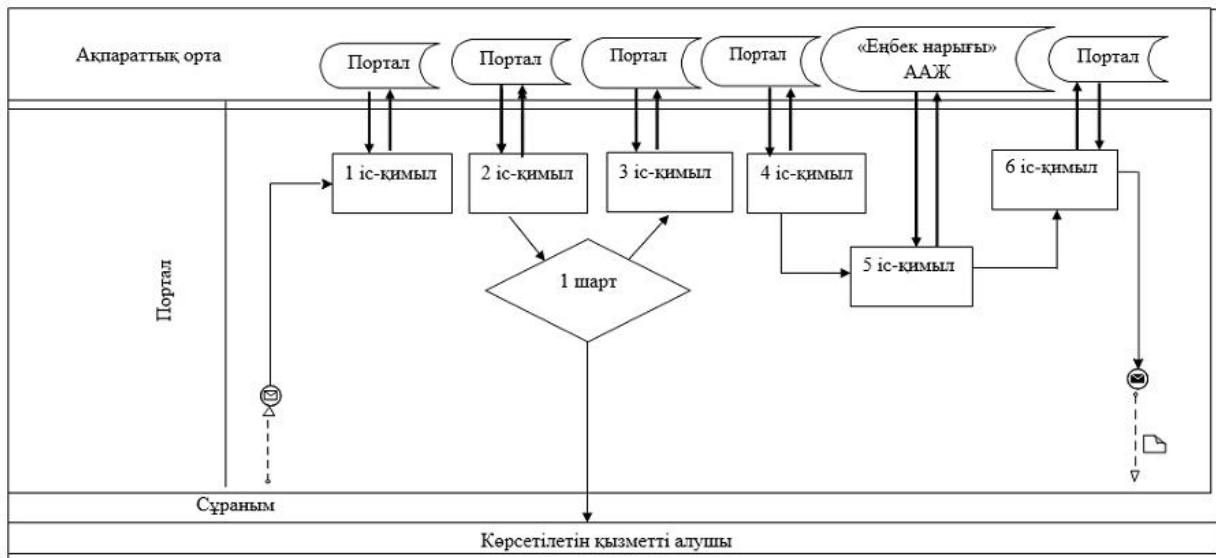 Ақпараттық орта
Портал
Портал
Портал
Портал
«Еңбек нарығы»
ААЖ
Портал
Портал
1 іс-қимыл
2 іс-қимыл
3 іс-қимыл
4 іс-қимыл
6 іс-қимыл
5 іс-қимыл
1 шарт
Сұраным
Көрсетілетін қызметті алушы